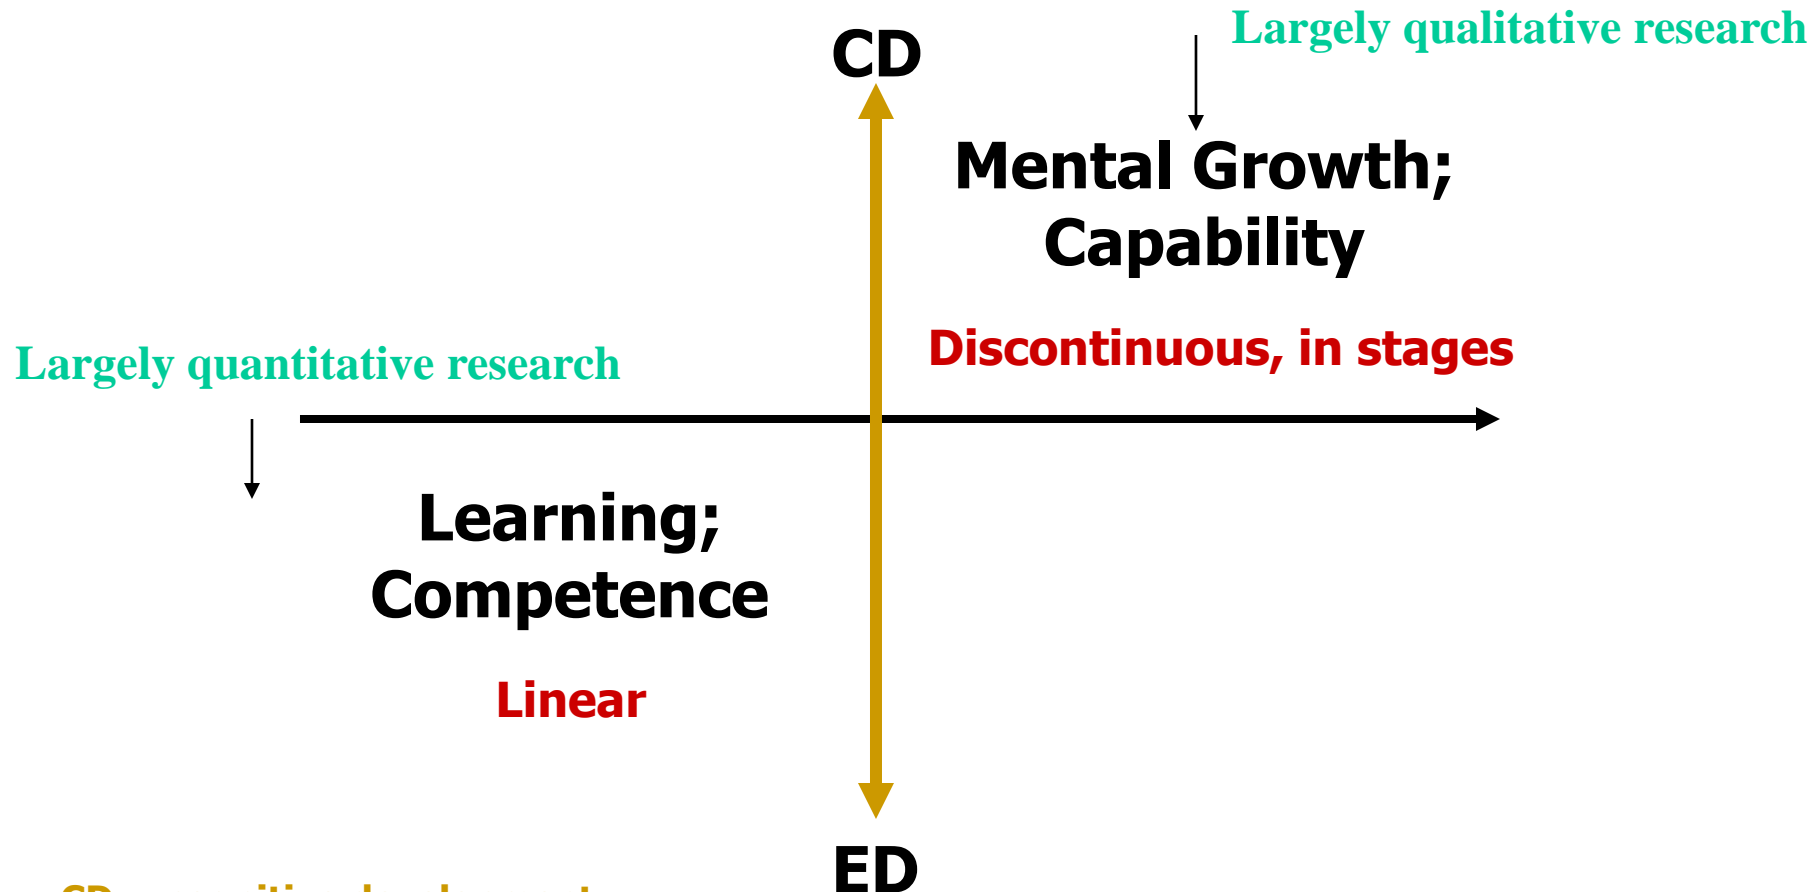 Largely qualitative research
CD
Mental Growth;
Capability
Discontinuous, in stages
Largely quantitative research
Learning;
Competence
Linear
ED